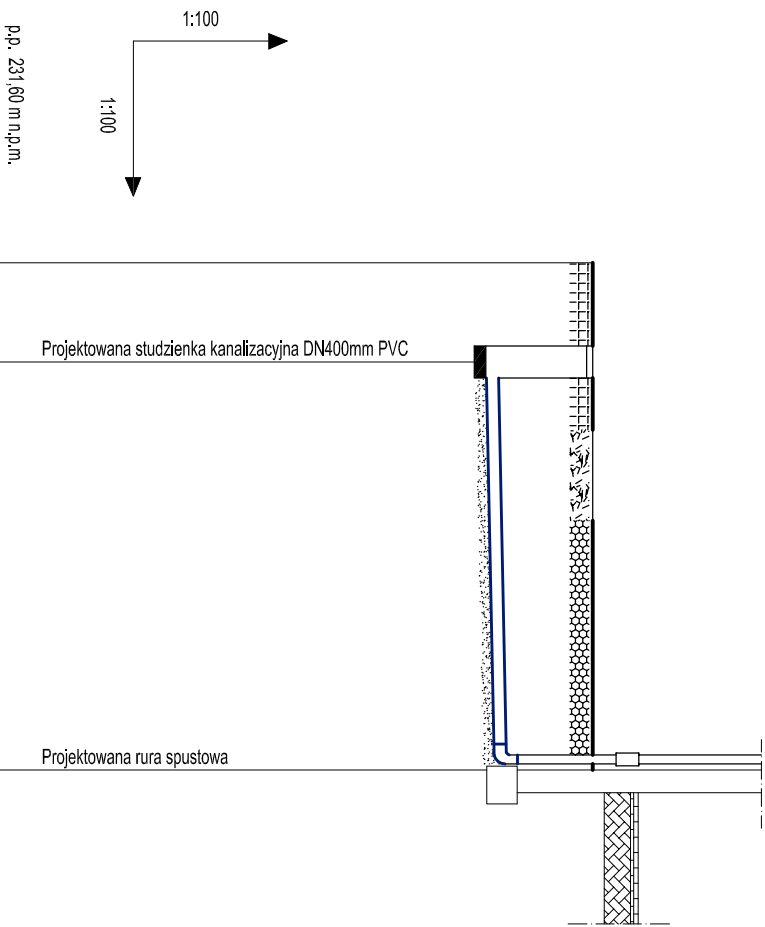 1:100
1:100
p.p. 231,60 m n.p.m.
Projektowana studzienka kanalizacyjna DN400mm PVC
Projektowana rura spustowa